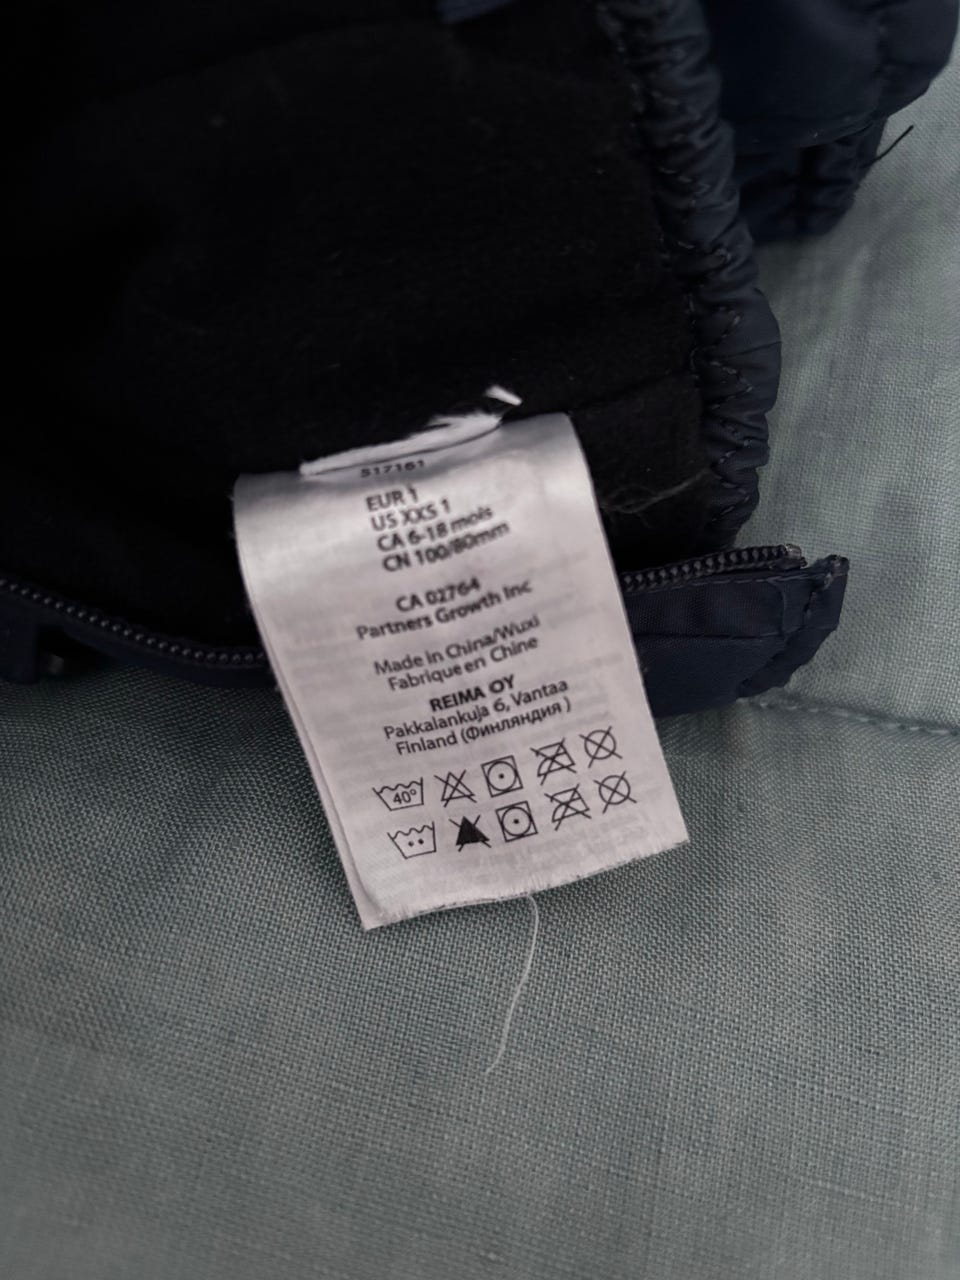 517161
EUR 1
US XXS 1
CA 6-18 mois
CN 100/80mm
CA 02764
Partners Growth Inc
Made in China/Wuxi
Fabrique en Chine
REIMA OY
Pakkalankuja 6, Vantaa
Finland (Финляндия )
40°